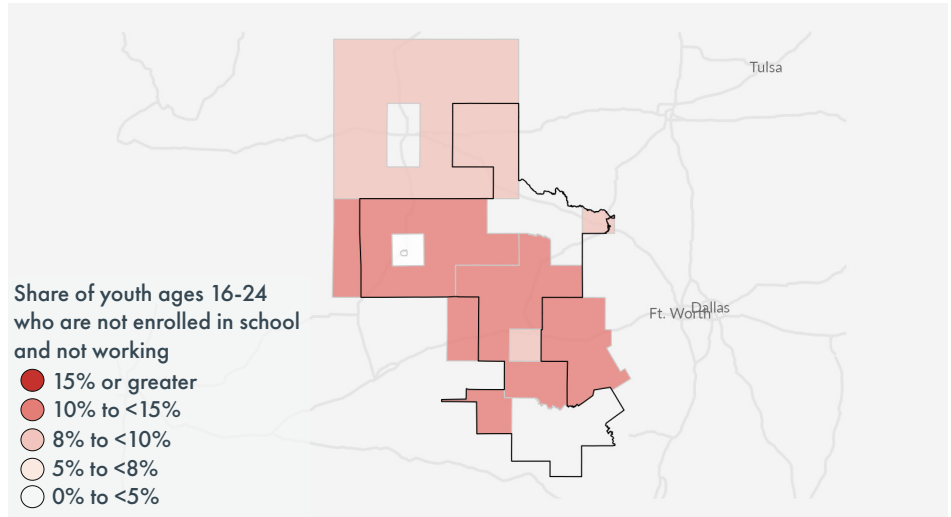 Tulsa
Dallas
Ft. Worth
Share of youth ages 16-24
who are not enrolled in school
and not working
15% or greater
10% to <15%
8% to <10%
5% to <8%
0% to <5%